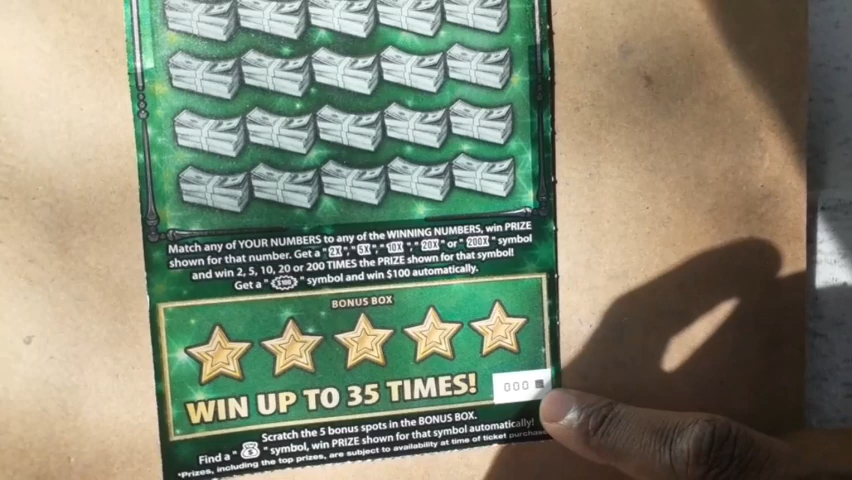 Match any of YOUR NUMBERS to any of the WINNING NUMBERS, win PRIZE
shown for that number. Get a "2X", "5X", "10X", "20X" or "200X" symbol
and win 2, 5, 10, 20 or 200 TIMES the PRIZE shown for that symbol!
Get a "$100" symbol and win $100 automatically.
BONUS BOX
WIN UP TO 35 TIMES!
000
Scratch the 5 bonus spots in the BONUS BOX.
Find a " " symbol, win PRIZE shown for that symbol automatically!
*Prizes, including the top prizes, are subject to availability at time of ticket purchase.